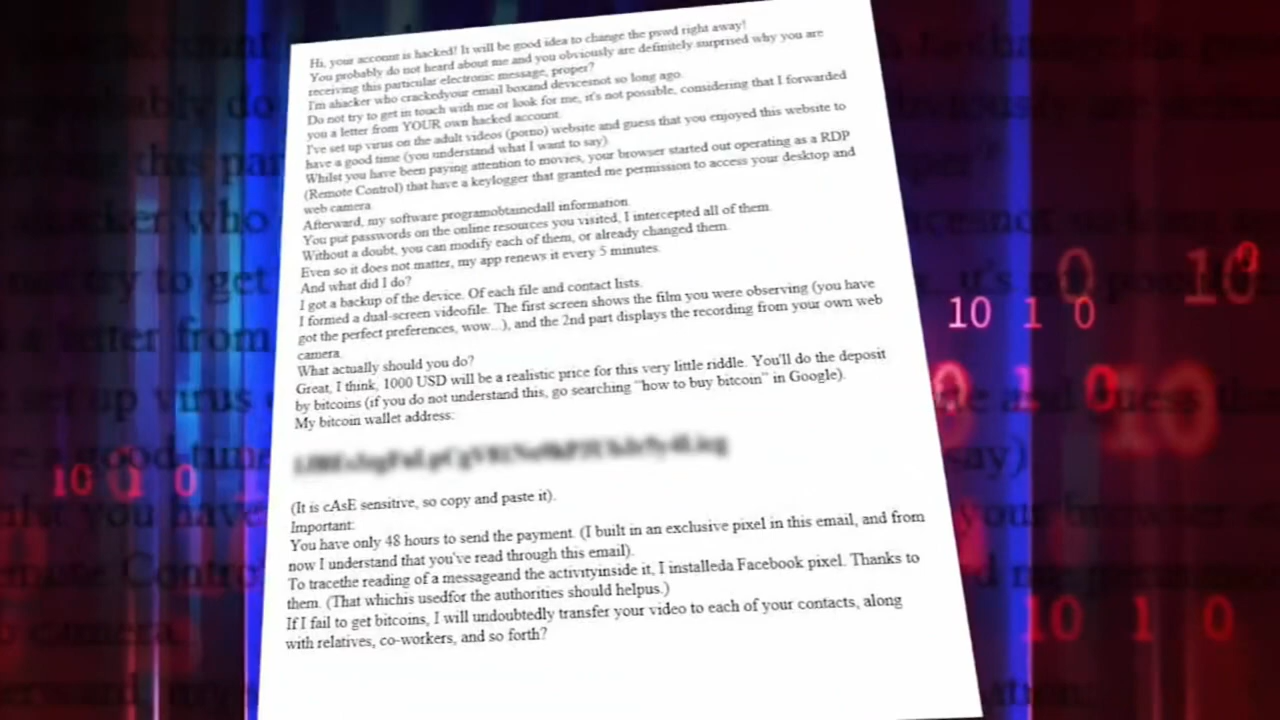 Hi, your account is hacked! It will be good idea to change the pswd right away!
You probably do not heard about me and you obviously are definitely surprised why you are
receiving this particular electronic message, proper?
I'm ahacker who crackedyour email boxand devicesnot so long ago.
Do not try to get in touch with me or look for me, it's not possible, considering that I forwarded
you a letter from YOUR own hacked account.
I've set up virus on the adult videos (porno) website and guess that you enjoyed this website to
have a good time (you understand what I want to say).
Whilst you have been paying attention to movies, your browser started out operating as a RDP
(Remote Control) that have a keylogger that granted me permission to access your desktop and
web camera.
Afterward, my software programobtainedall information.
You put passwords on the online resources you visited, I intercepted all of them.
Without a doubt, you can modify each of them, or already changed them.
Even so it does not matter, my app renews it every 5 minutes.
And what did I do?
I got a backup of the device. Of each file and contact lists.
I formed a dual-screen videofile. The first screen shows the film you were observing (you have
got the perfect preferences, wow...), and the 2nd part displays the recording from your own web
camera.
What actually should you do?
Great, I think, 1000 USD will be a realistic price for this very little riddle. You'll do the deposit
by bitcoins (if you do not understand this, go searching "how to buy bitcoin" in Google).
My bitcoin wallet address:
(It is cAsE sensitive, so copy and paste it).
Important:
You have only 48 hours to send the payment. (I built in an exclusive pixel in this email, and from
now I understand that you've read through this email).
To tracethe reading of a messageand the activityinside it, I installeda Facebook pixel. Thanks to
them. (That whichis usedfor the authorities should helpus.)
If I fail to get bitcoins, I will undoubtedly transfer your video to each of your contacts, along
with relatives, co-workers, and so forth?
10 1 0
10
0
0 1 0
10
10 1 0
10 1 0